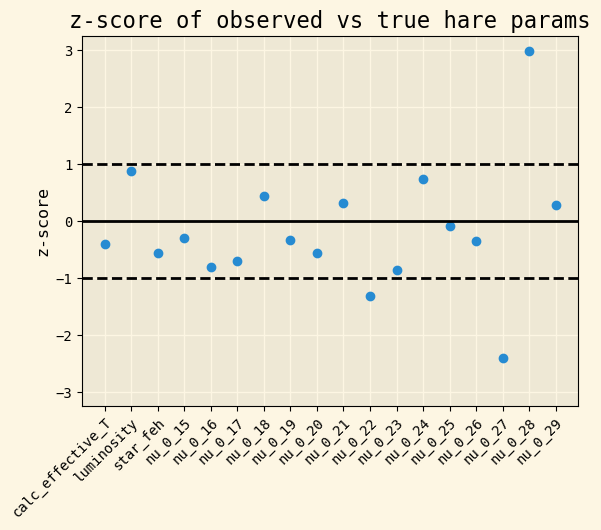 z-score of observed vs true hare params
3
2
1
0
−1
−2
−3
z-score
calc_effective_T
luminosity
star_feh
nu_0_15
nu_0_16
nu_0_17
nu_0_18
nu_0_19
nu_0_20
nu_0_21
nu_0_22
nu_0_23
nu_0_24
nu_0_25
nu_0_26
nu_0_27
nu_0_28
nu_0_29